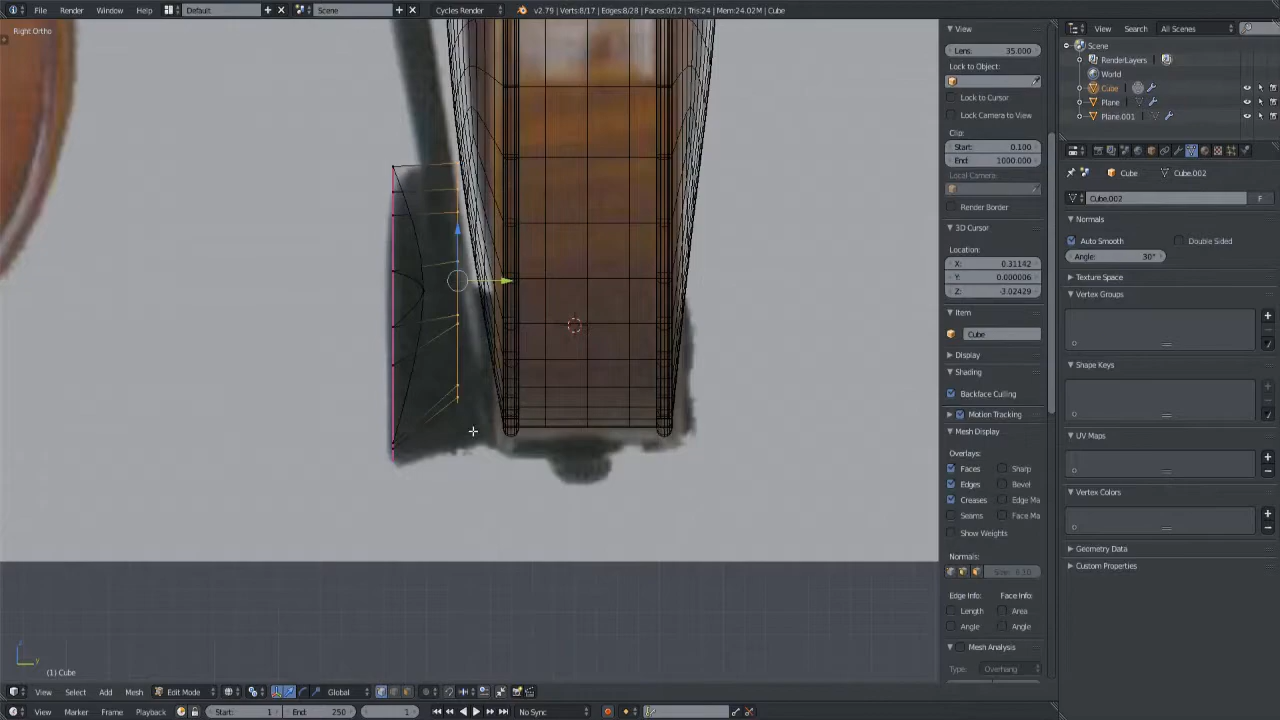 File Render Window Help Default Scene Cycles Render v2.79 | Verts:8/17 | Edges:8/28 | Faces:0/12 | Tris:24 | Mem:24.02M | Cube
Right Ortho
View
Lens: 35.000
Lock to Object:
Lock to Cursor
Lock Camera to View
Clip:
Start: 0.100
End: 1000.000
Local Camera:
Render Border
3D Cursor
Location:
X: 0.31142
Y: 0.000006
Z: -3.02429
Item
Cube
Display
Shading
Backface Culling
Motion Tracking
Mesh Display
Overlays:
Faces Sharp
Edges Bevel
Creases Edge Ma
Seams Face Ma
Show Weights
Normals:
Edge Info: Face Info:
Length Area
Angle Angle
Mesh Analysis
Type: Overhang
View Search All Scenes
Scene
RenderLayers
World
Cube
Plane
Plane.001
Cube Cube.002
Cube.002 F
Normals
Auto Smooth Double Sided
Angle: 30°
Texture Space
Vertex Groups
Shape Keys
UV Maps
Vertex Colors
Geometry Data
Custom Properties
z
y
(1) Cube
View Select Add Mesh Edit Mode Global
View Marker Frame Playback Start: 1 End: 250 1 No Sync